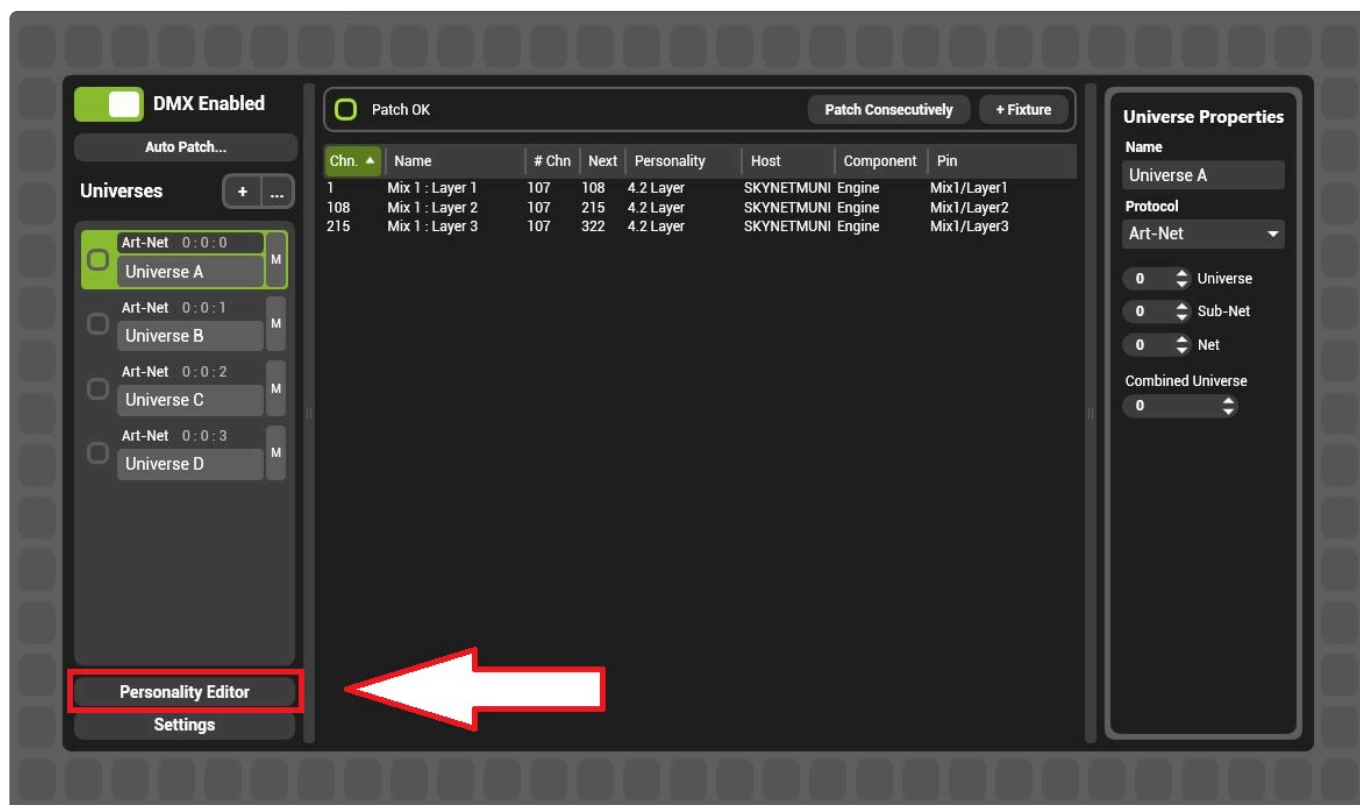 DMX Enabled
Auto Patch...
Universes + ...
Art-Net 0:0:0
Universe A
M
Art-Net 0:0:1
Universe B
M
Art-Net 0:0:2
Universe C
M
Art-Net 0:0:3
Universe D
M
Personality Editor
Settings
Patch OK Patch Consecutively + Fixture
Chn. Name # Chn Next Personality Host Component Pin
1 Mix 1 : Layer 1 107 108 4.2 Layer SKYNETMUNI Engine Mix1/Layer1
108 Mix 1 : Layer 2 107 215 4.2 Layer SKYNETMUNI Engine Mix1/Layer2
215 Mix 1 : Layer 3 107 322 4.2 Layer SKYNETMUNI Engine Mix1/Layer3
Universe Properties
Name
Universe A
Protocol
Art-Net
0 Universe
0 Sub-Net
0 Net
Combined Universe
0